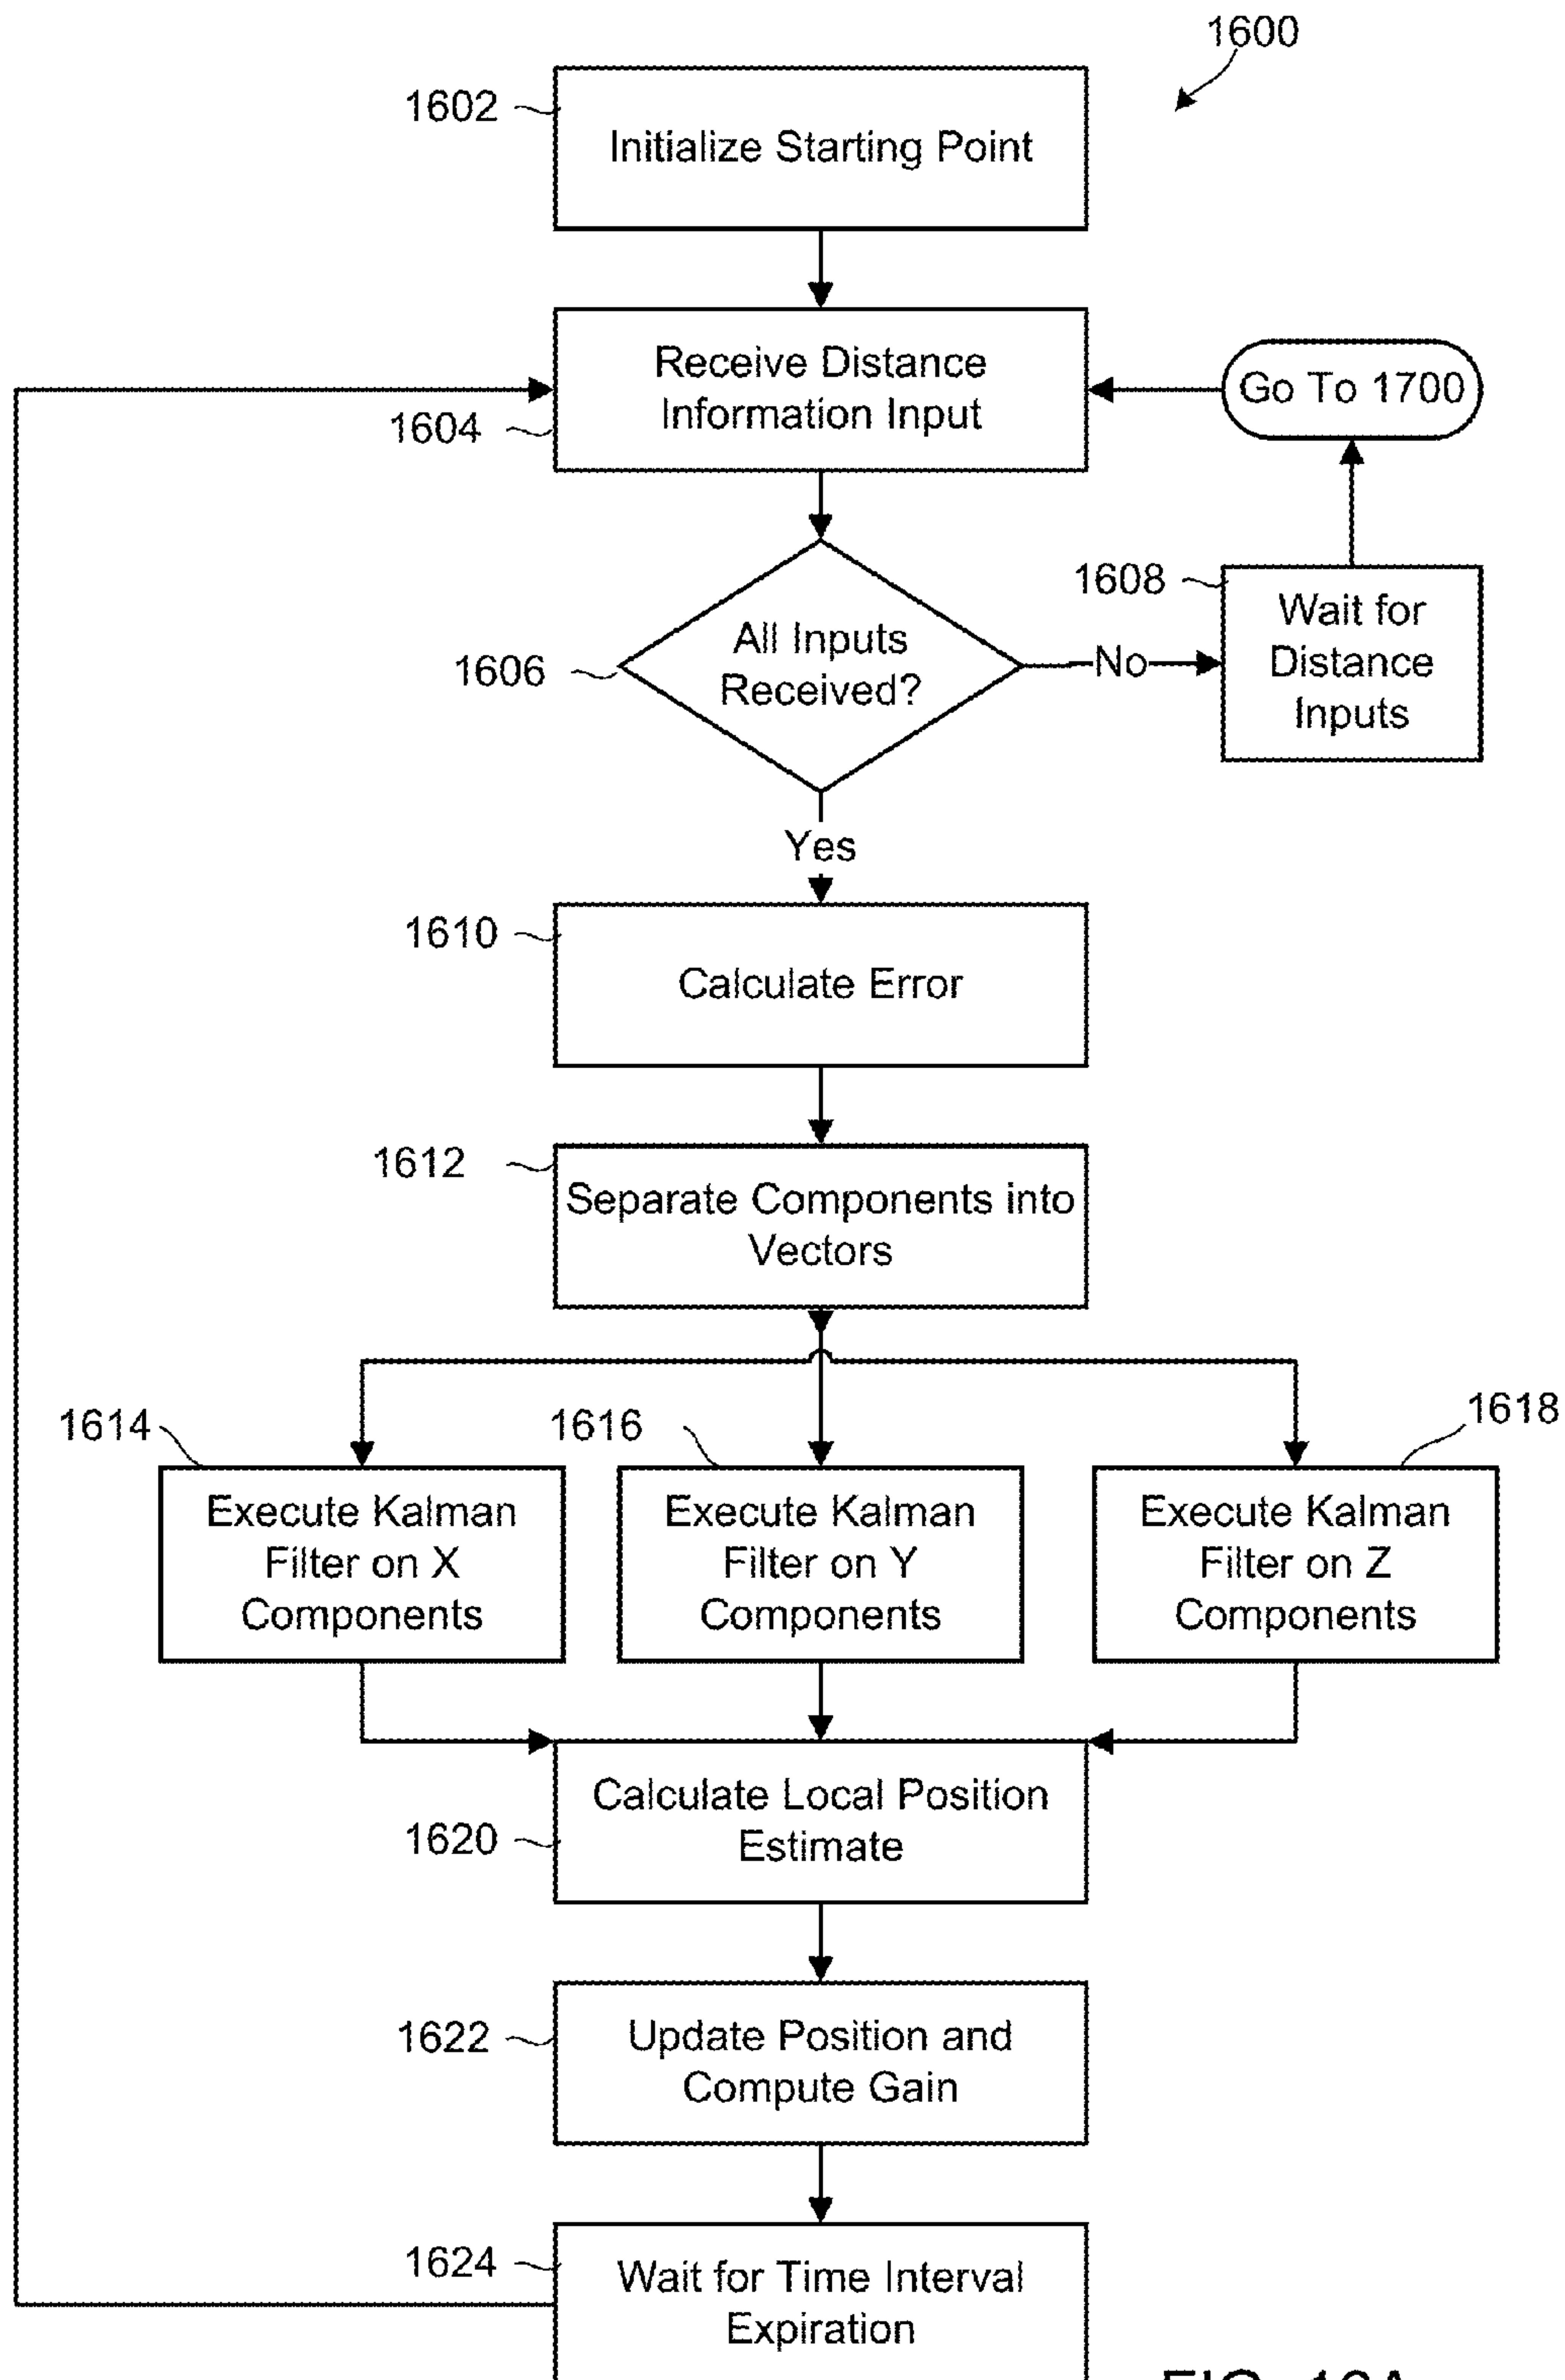 1600
1602
Initialize Starting Point
Receive Distance
Information Input
1604
Go To 1700
1606
All Inputs
Received?
No
1608
Wait for
Distance
Inputs
Yes
1610
Calculate Error
1612
Separate Components into
Vectors
1614
Execute Kalman
Filter on X
Components
1616
Execute Kalman
Filter on Y
Components
1618
Execute Kalman
Filter on Z
Components
1620
Calculate Local Position
Estimate
1622
Update Position and
Compute Gain
1624
Wait for Time Interval
Expiration